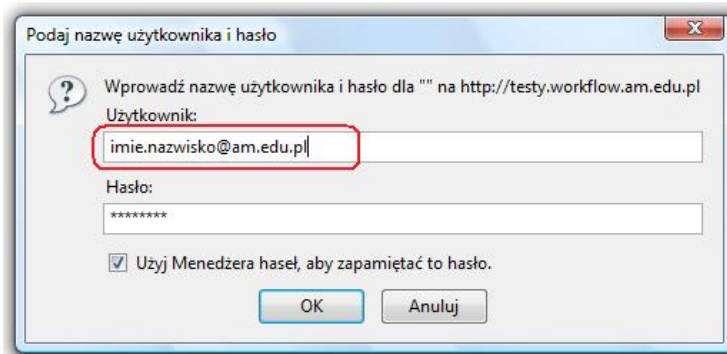 Podaj nazwę użytkownika i hasło
Wprowadź nazwę użytkownika i hasło dla "" na http://testy.workflow.am.edu.pl
Użytkownik:
imie.nazwisko@am.edu.pl
Hasło:
********
Użyj Menedżera haseł, aby zapamiętać to hasło.
OK
Anuluj